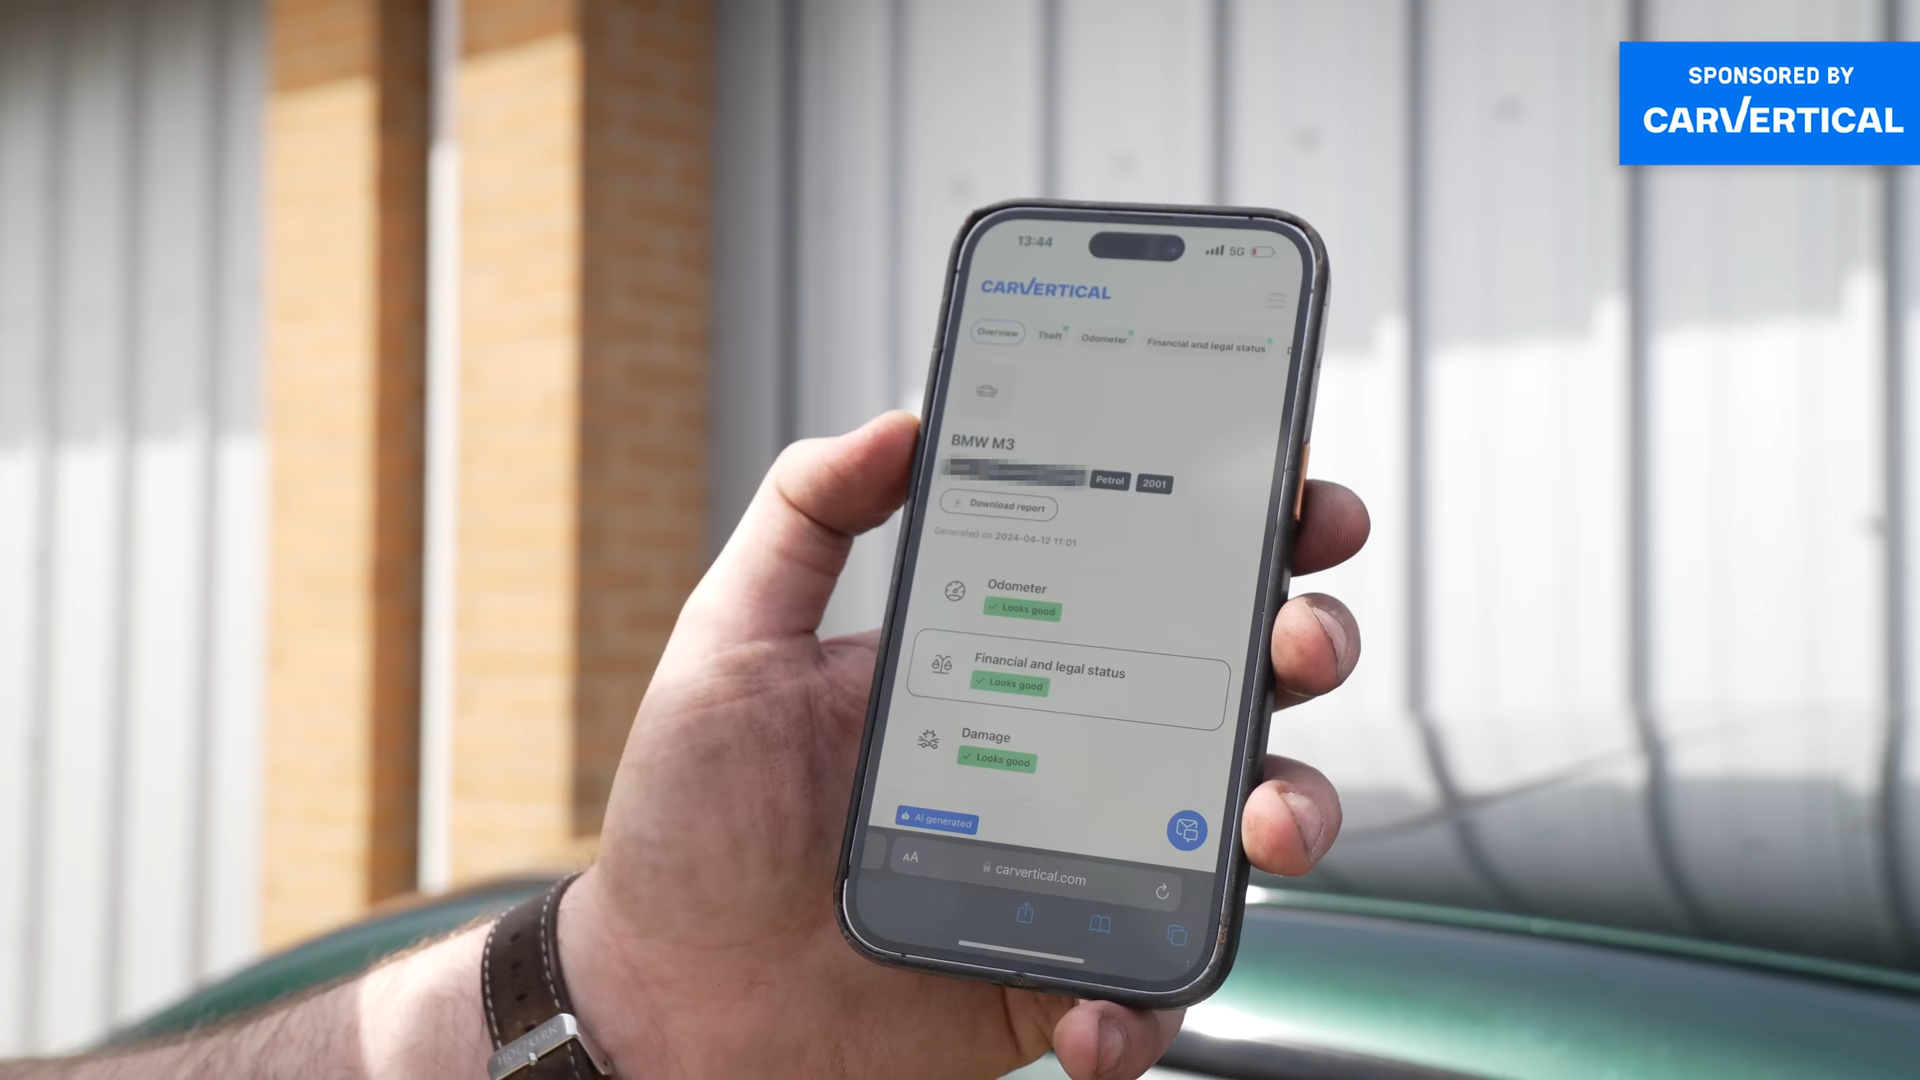 SPONSORED BY
CARVERTICAL
13:44
5G
CARVERTICAL
Overview
Theft
Odometer
Financial and legal status
BMW M3
Petrol
2001
Download report
Generated on 2024-04-12 11:01
Odometer
Looks good
Financial and legal status
Looks good
Damage
Looks good
AI generated
AA
carvertical.com
HOLZKERN